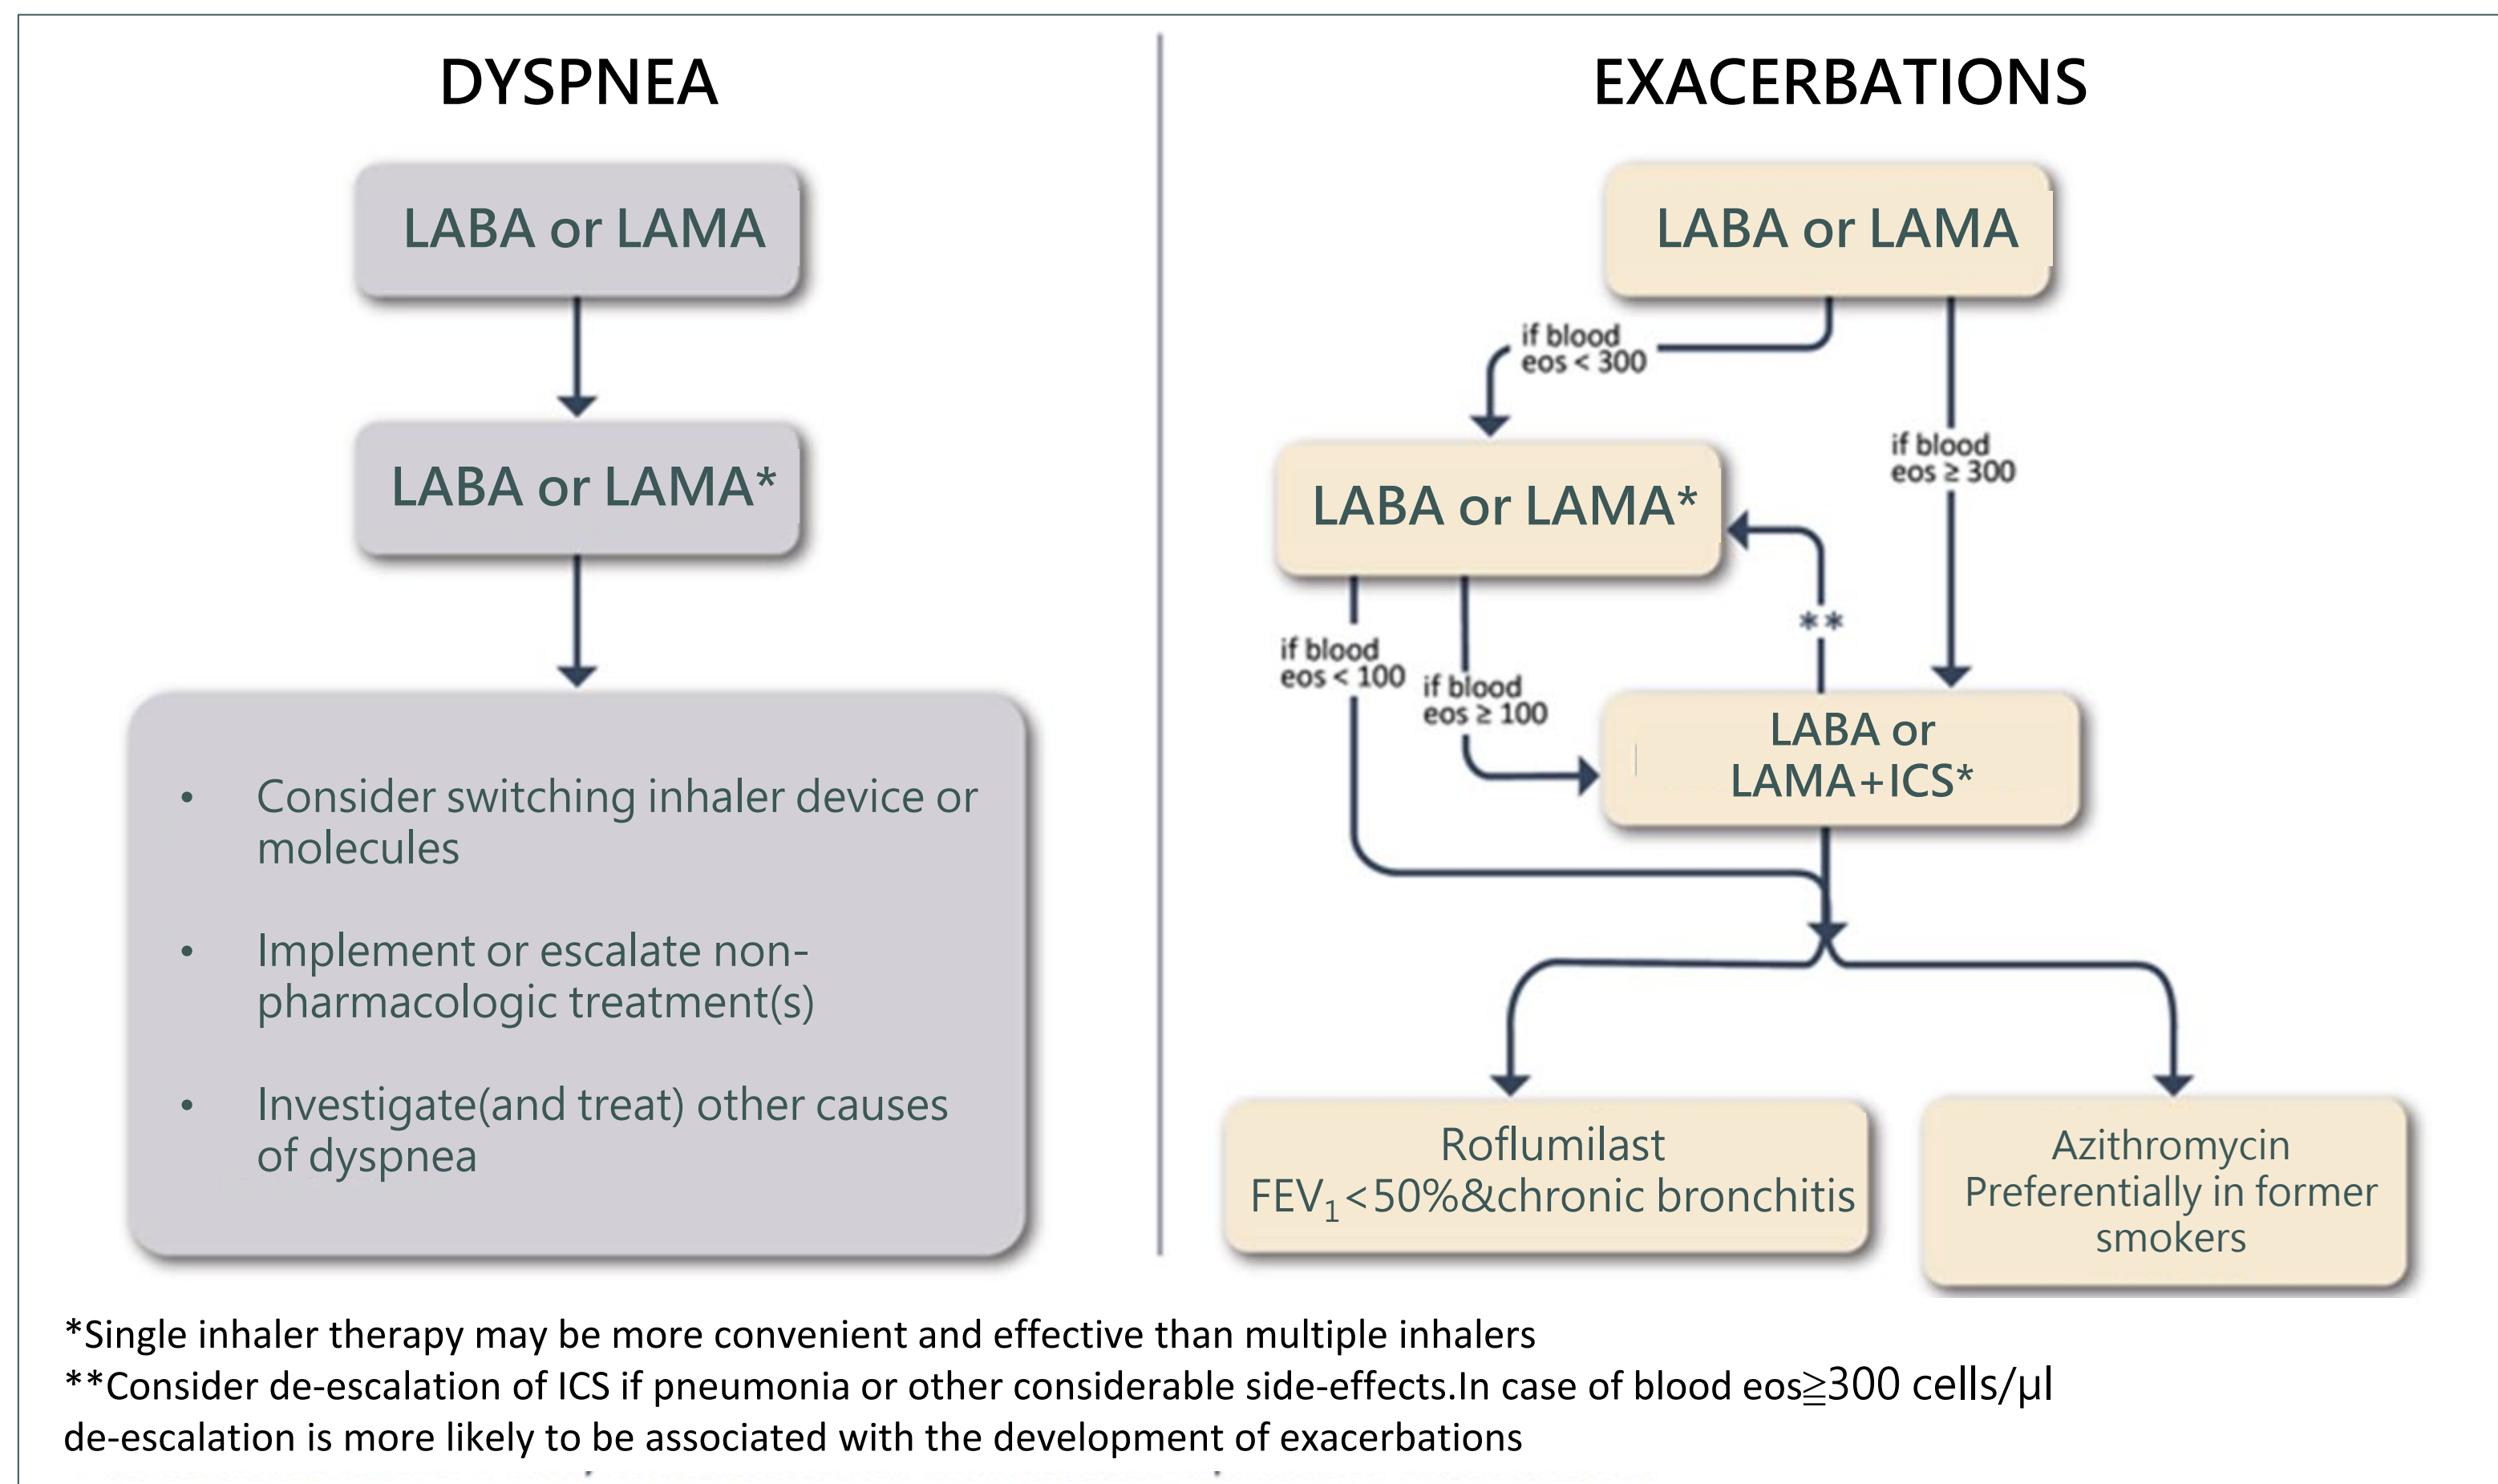 DYSPNEA
LABA or LAMA
LABA or LAMA*
• Consider switching inhaler device or
molecules
• Implement or escalate non-
pharmacologic treatment(s)
• Investigate(and treat) other causes
of dyspnea
EXACERBATIONS
LABA or LAMA
if blood
eos < 300
if blood
eos ≥ 300
LABA or LAMA*
**
if blood
eos < 100
if blood
eos ≥ 100
LABA or
LAMA+ICS*
Roflumilast
FEV₁<50%&chronic bronchitis
Azithromycin
Preferentially in former
smokers
*Single inhaler therapy may be more convenient and effective than multiple inhalers
**Consider de-escalation of ICS if pneumonia or other considerable side-effects.In case of blood eos≧300 cells/μl
de-escalation is more likely to be associated with the development of exacerbations